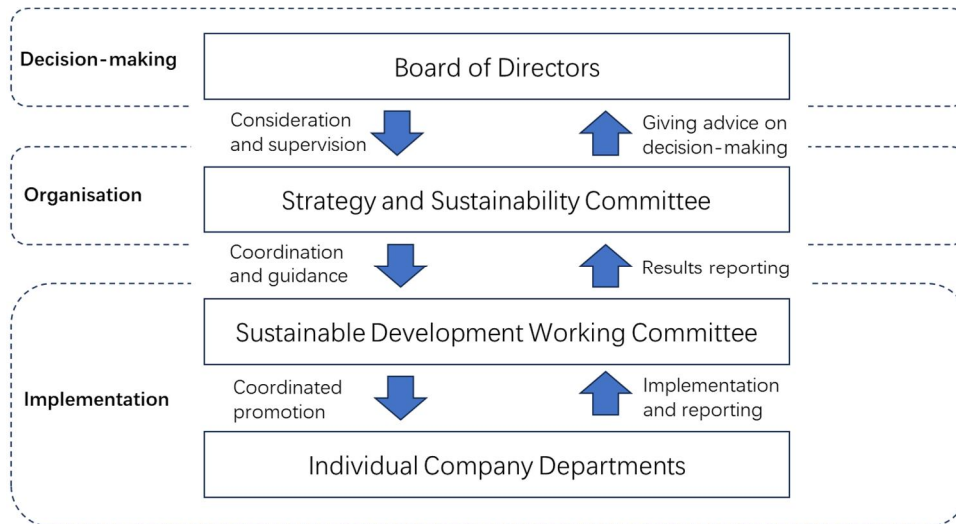 Decision-making
Board of Directors
Consideration
and supervision
Giving advice on
decision-making
Organisation
Strategy and Sustainability Committee
Coordination
and guidance
Results reporting
Sustainable Development Working Committee
Implementation
Coordinated
promotion
Implementation
and reporting
Individual Company Departments